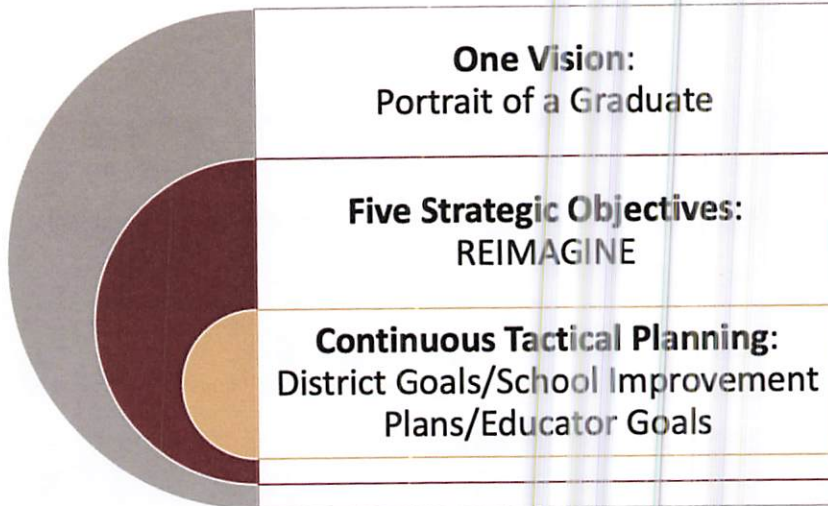 One Vision:
Portrait of a Graduate
Five Strategic Objectives:
REIMAGINE
Continuous Tactical Planning:
District Goals/School Improvement
Plans/Educator Goals